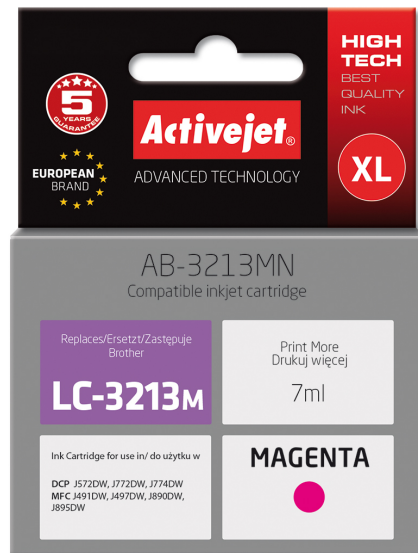 HIGH
TECH
BEST
QUALITY
INK
5
YEARS
GUARANTEE
Activejet®
EUROPEAN
BRAND
ADVANCED TECHNOLOGY
XL
AB-3213MN
Compatible inkjet cartridge
Replaces/Ersetzt/Zastępuje
Brother
LC-3213M
Print More
Drukuj więcej
7ml
Ink Cartridge for use in/ do użytku w
DCP J572DW, J772DW, J774DW
MFC J491DW, J497DW, J890DW,
J895DW
MAGENTA